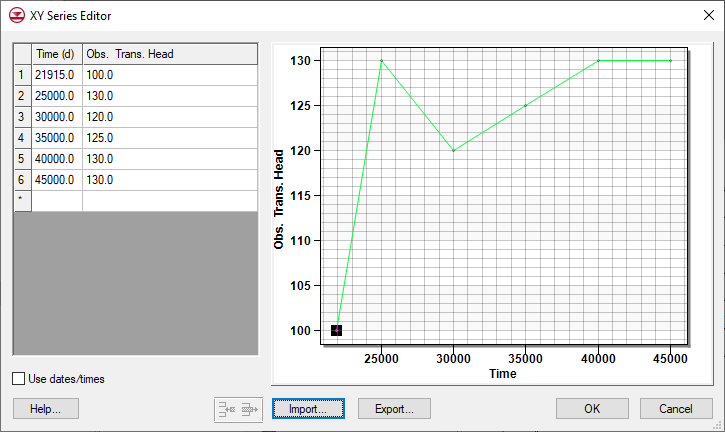 XY Series Editor
Time (d) Obs. Trans. Head
1 21915.0 100.0
2 25000.0 130.0
3 30000.0 120.0
4 35000.0 125.0
5 40000.0 130.0
6 45000.0 130.0
*
Use dates/times
130
125
120
115
110
105
100
Obs. Trans. Head
25000 30000 35000 40000 45000
Time
Help... Import... Export... OK Cancel